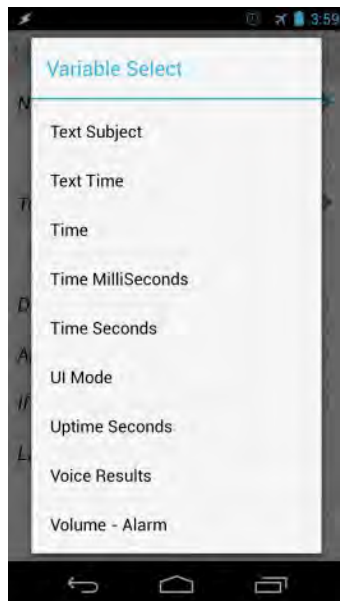 3:59
Variable Select
Text Subject
Text Time
Time
Time MilliSeconds
Time Seconds
UI Mode
Uptime Seconds
Voice Results
Volume - Alarm